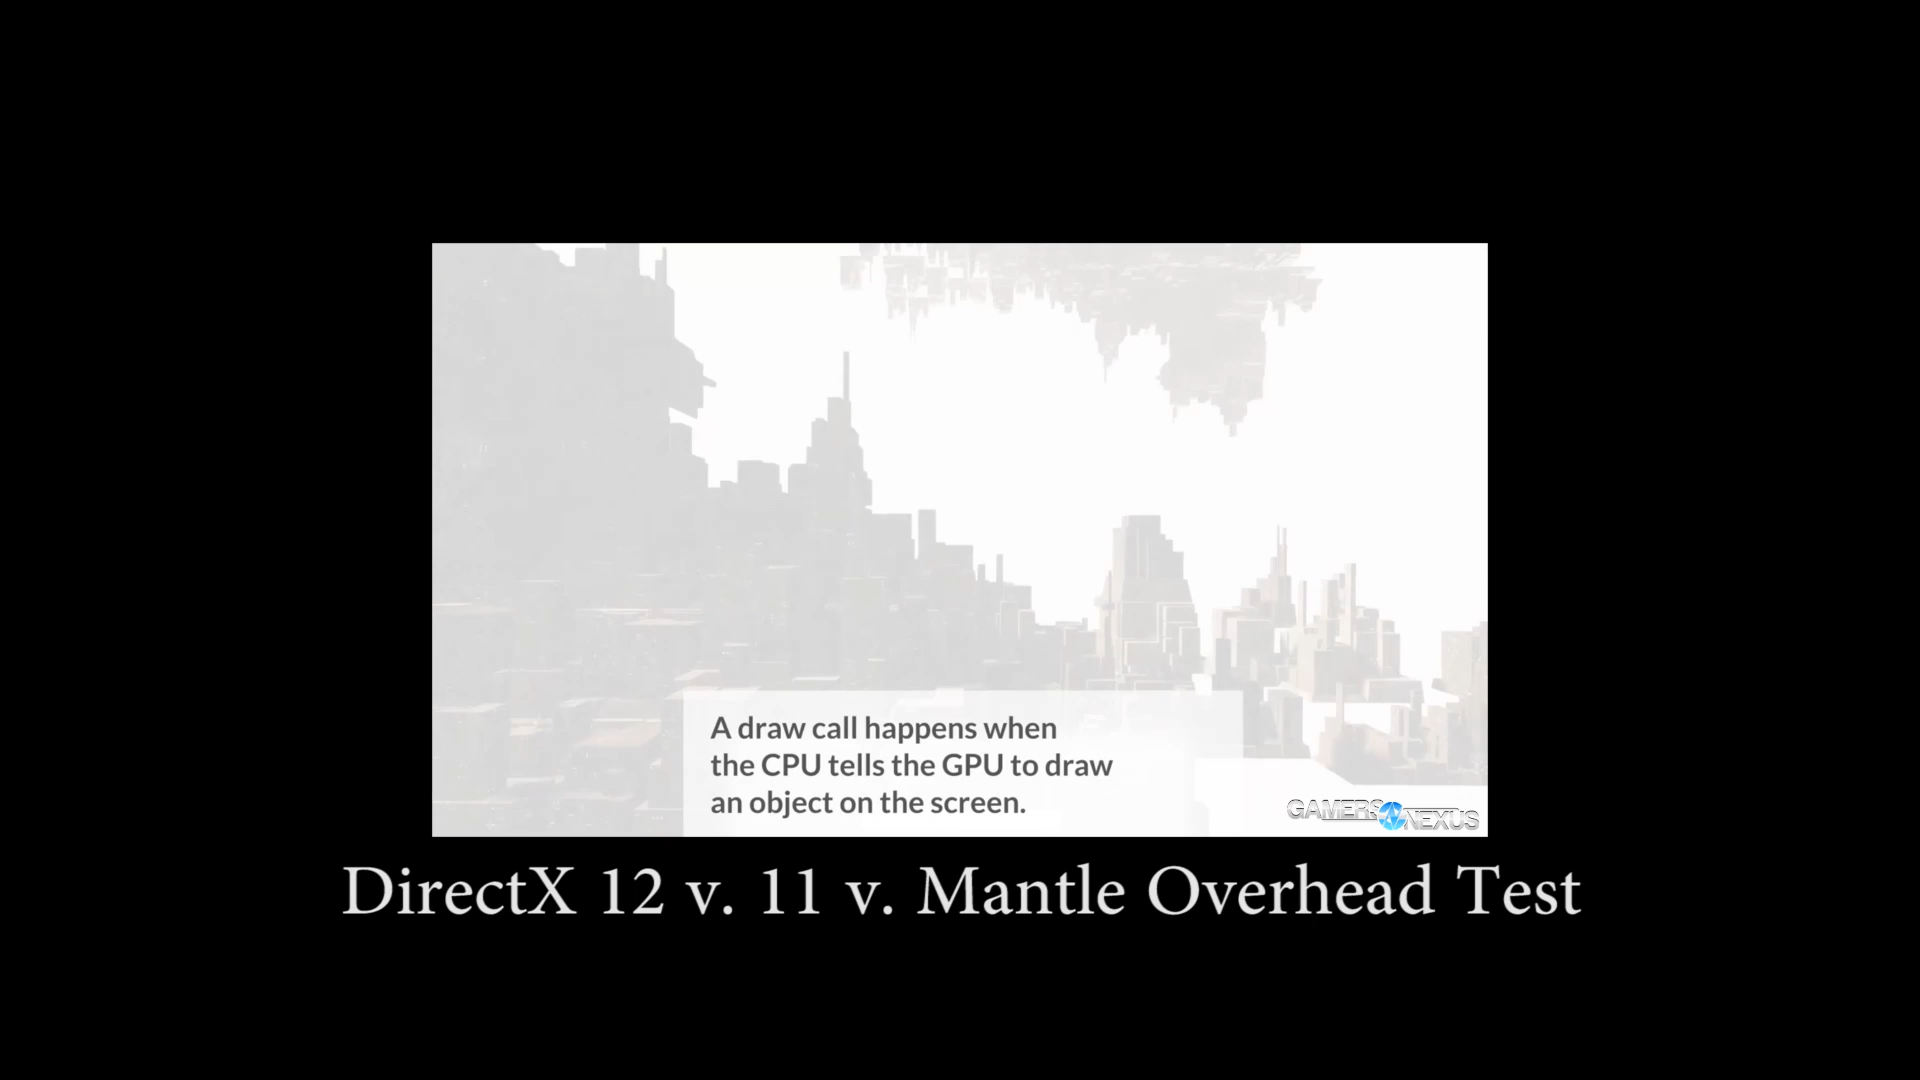 A draw call happens when
the CPU tells the GPU to draw
an object on the screen.
GAMERS NEXUS
DirectX 12 v. 11 v. Mantle Overhead Test